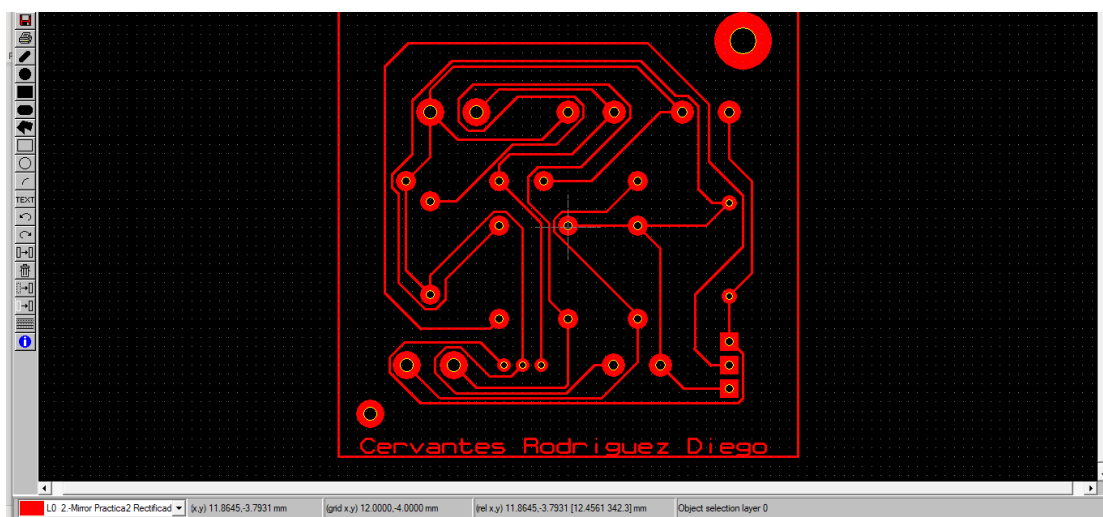 TEXT
Cervantes Rodriguez Diego
L0 2.-Mirror Practica2 Rectificad (x,y) 11.8645,-3.7931 mm (grid x,y) 12.0000,-4.0000 mm (rel x,y) 11.8645,-3.7931 [12.4561 342.3] mm Object selection layer 0